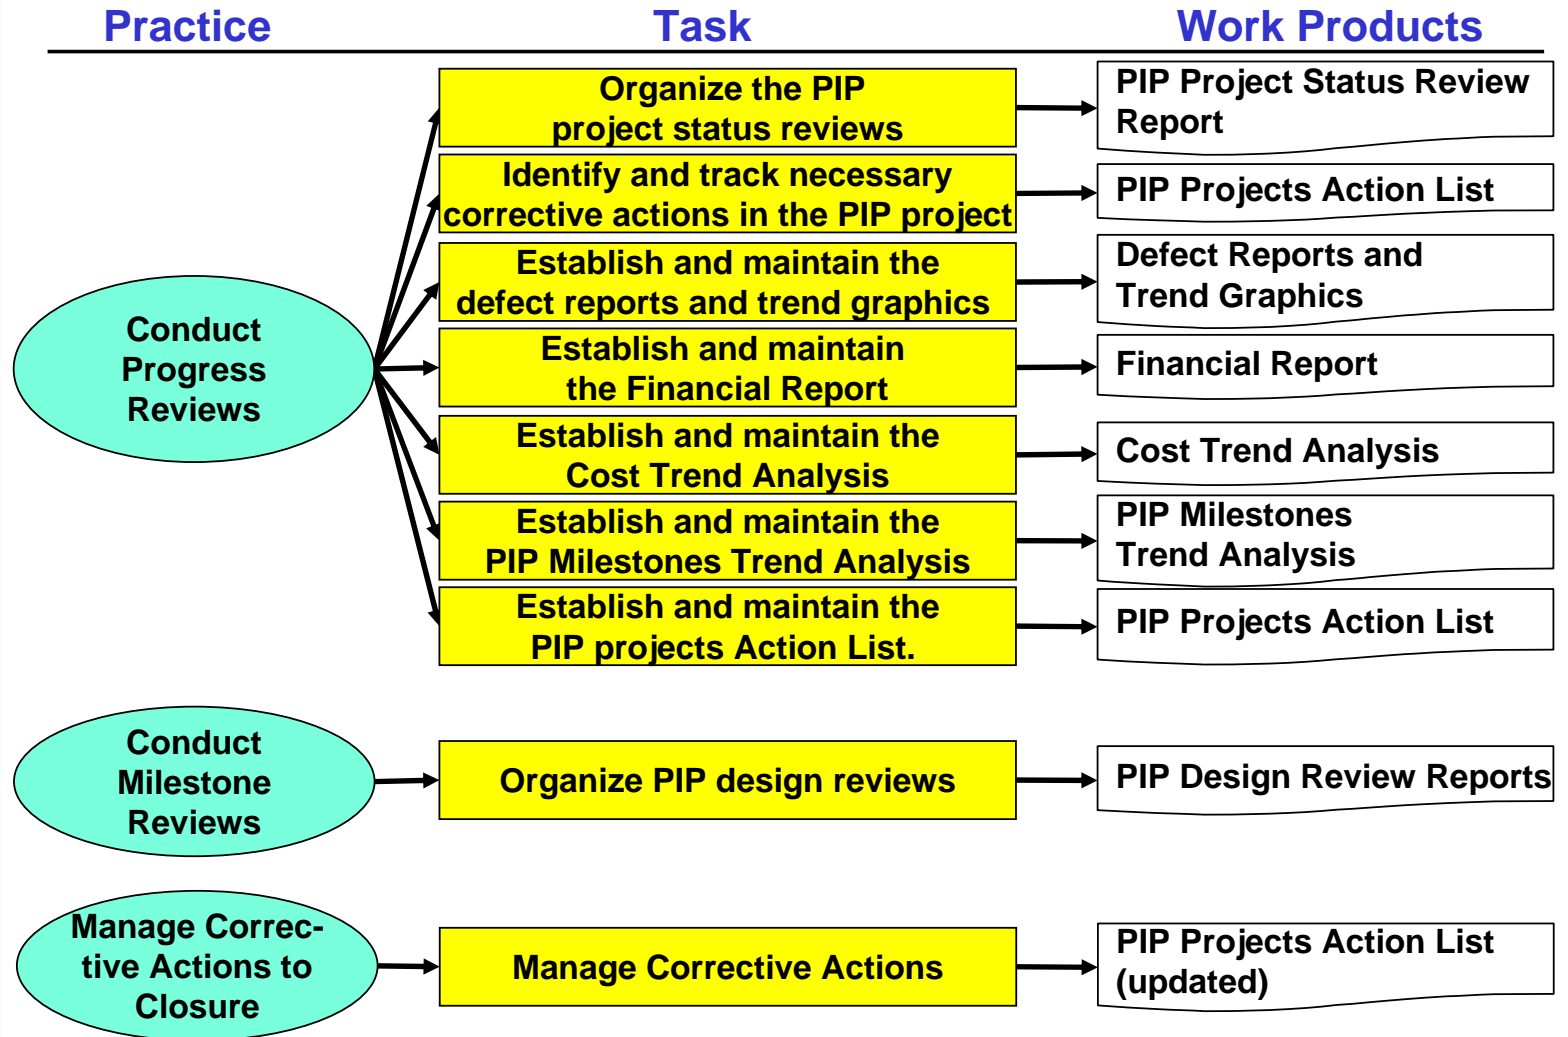 Practice
Task
Work Products
Conduct
Progress
Reviews
Organize the PIP
project status reviews
PIP Project Status Review
Report
Identify and track necessary
corrective actions in the PIP project
PIP Projects Action List
Establish and maintain the
defect reports and trend graphics
Defect Reports and
Trend Graphics
Establish and maintain
the Financial Report
Financial Report
Establish and maintain the
Cost Trend Analysis
Cost Trend Analysis
Establish and maintain the
PIP Milestones Trend Analysis
PIP Milestones
Trend Analysis
Establish and maintain the
PIP projects Action List.
PIP Projects Action List
Conduct
Milestone
Reviews
Organize PIP design reviews
PIP Design Review Reports
Manage Correc-
tive Actions to
Closure
Manage Corrective Actions
PIP Projects Action List
(updated)